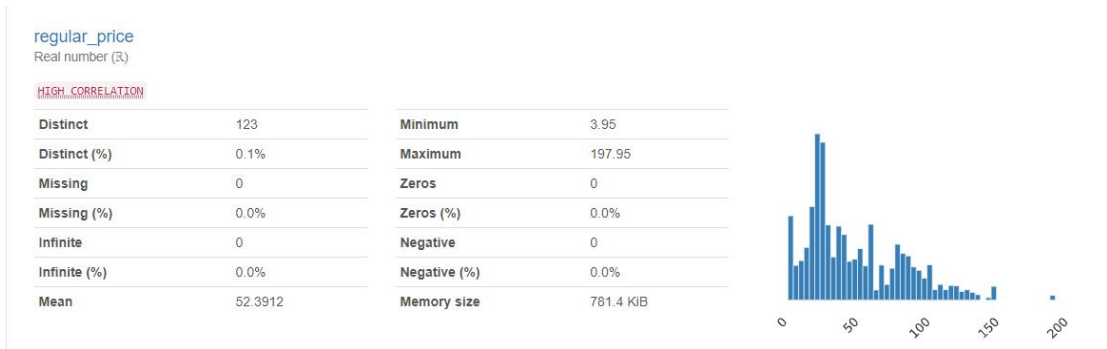 regular_price
Real number (ℝ)
HIGH CORRELATION
Distinct 123
Distinct (%) 0.1%
Missing 0
Missing (%) 0.0%
Infinite 0
Infinite (%) 0.0%
Mean 52.3912
Minimum 3.95
Maximum 197.95
Zeros 0
Zeros (%) 0.0%
Negative 0
Negative (%) 0.0%
Memory size 781.4 KiB
0 50 100 150 200